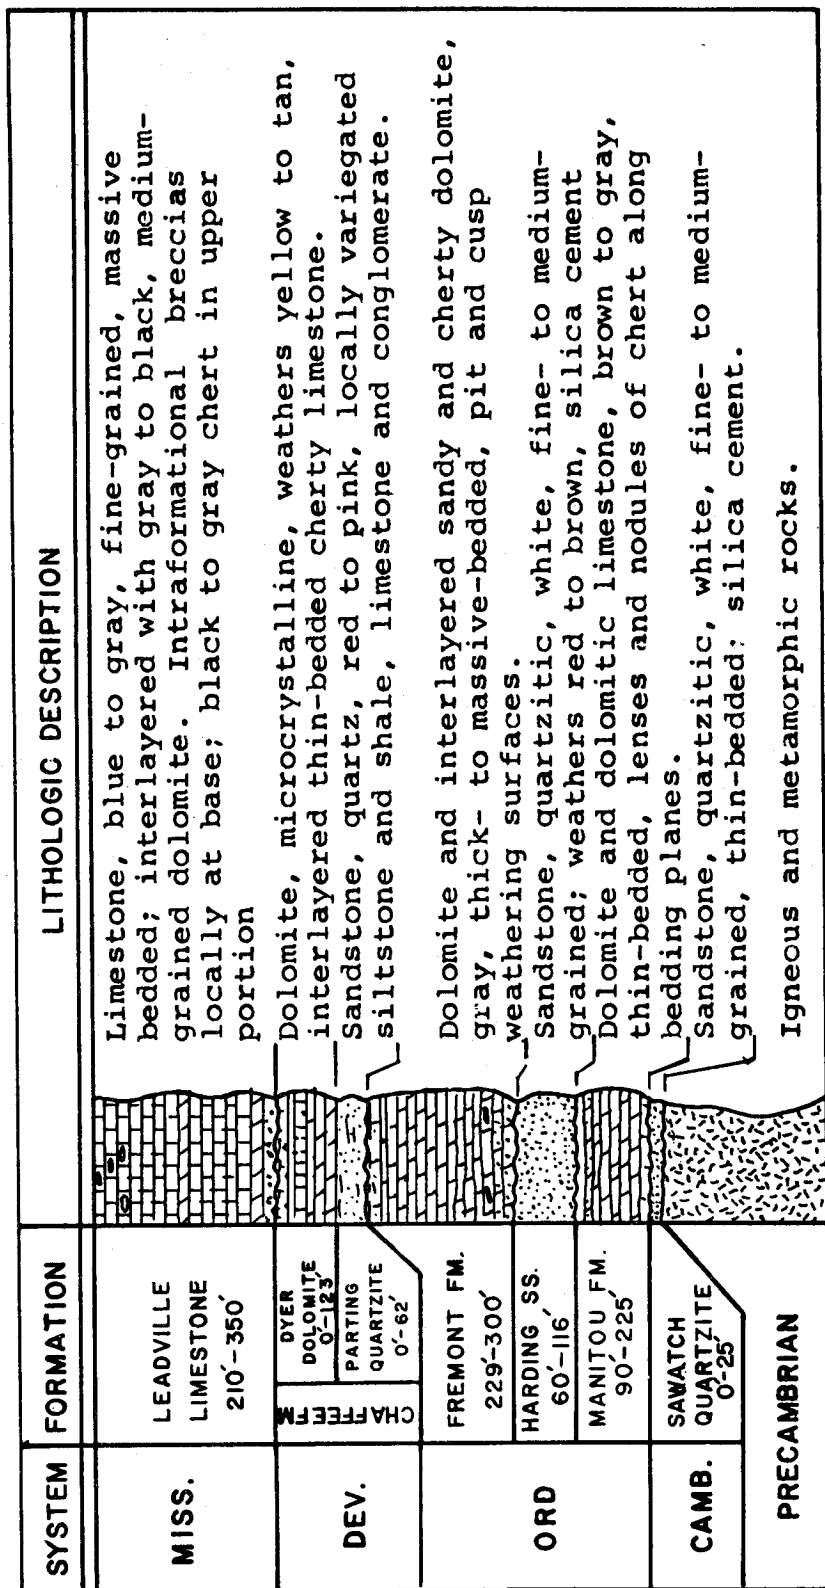 SYSTEM
FORMATION
LITHOLOGIC DESCRIPTION
MISS.
LEADVILLE
LIMESTONE
210'-350'
Limestone, blue to gray, fine-grained, massive
bedded; interlayered with gray to black, medium-
grained dolomite. Intraformational breccias
locally at base; black to gray chert in upper
portion
DEV.
CHAFFEE FM
DYER
DOLOMITE
0'-123'
Dolomite, microcrystalline, weathers yellow to tan,
interlayered thin-bedded cherty limestone.
PARTING
QUARTZITE
0'-62'
Sandstone, quartz, red to pink, locally variegated
siltstone and shale, limestone and conglomerate.
ORD
FREMONT FM.
229'-300'
Dolomite and interlayered sandy and cherty dolomite,
gray, thick- to massive-bedded, pit and cusp
weathering surfaces.
HARDING SS.
60'-116'
Sandstone, quartzitic, white, fine- to medium-
grained; weathers red to brown, silica cement
MANITOU FM.
90'-225'
Dolomite and dolomitic limestone, brown to gray,
thin-bedded, lenses and nodules of chert along
bedding planes.
CAMB.
SAWATCH
QUARTZITE
0'-25'
Sandstone, quartzitic, white, fine- to medium-
grained, thin-bedded; silica cement.
PRECAMBRIAN
Igneous and metamorphic rocks.